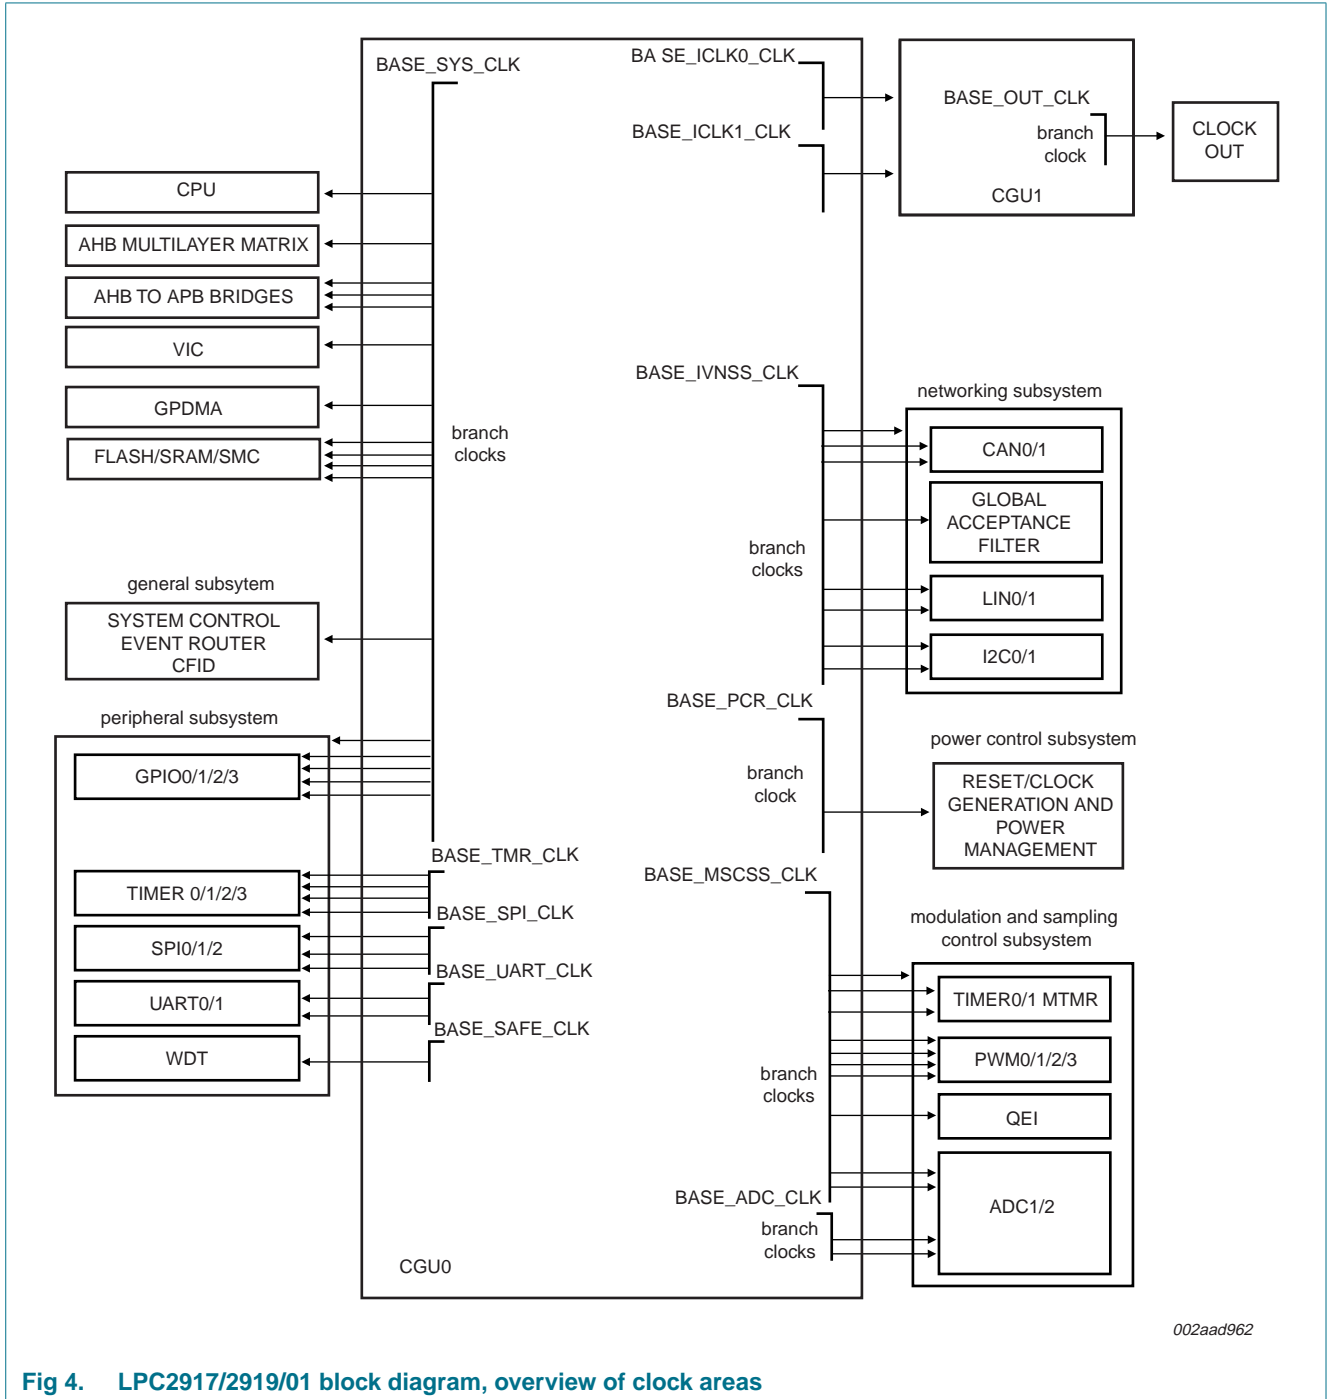 BASE_SYS_CLK
BA SE_ICLK0_CLK
BASE_ICLK1_CLK
BASE_OUT_CLK
branch
clock
CGU1
CLOCK
OUT
CPU
AHB MULTILAYER MATRIX
AHB TO APB BRIDGES
VIC
GPDMA
FLASH/SRAM/SMC
branch
clocks
general subsytem
SYSTEM CONTROL
EVENT ROUTER
CFID
peripheral subsystem
GPIO0/1/2/3
TIMER 0/1/2/3
SPI0/1/2
UART0/1
WDT
BASE_TMR_CLK
BASE_SPI_CLK
BASE_UART_CLK
BASE_SAFE_CLK
BASE_IVNSS_CLK
branch
clocks
networking subsystem
CAN0/1
GLOBAL
ACCEPTANCE
FILTER
LIN0/1
I2C0/1
BASE_PCR_CLK
branch
clock
power control subsystem
RESET/CLOCK
GENERATION AND
POWER
MANAGEMENT
BASE_MSCSS_CLK
branch
clocks
modulation and sampling
control subsystem
TIMER0/1 MTMR
PWM0/1/2/3
QEI
ADC1/2
BASE_ADC_CLK
branch
clocks
CGU0
002aad962
Fig 4. LPC2917/2919/01 block diagram, overview of clock areas